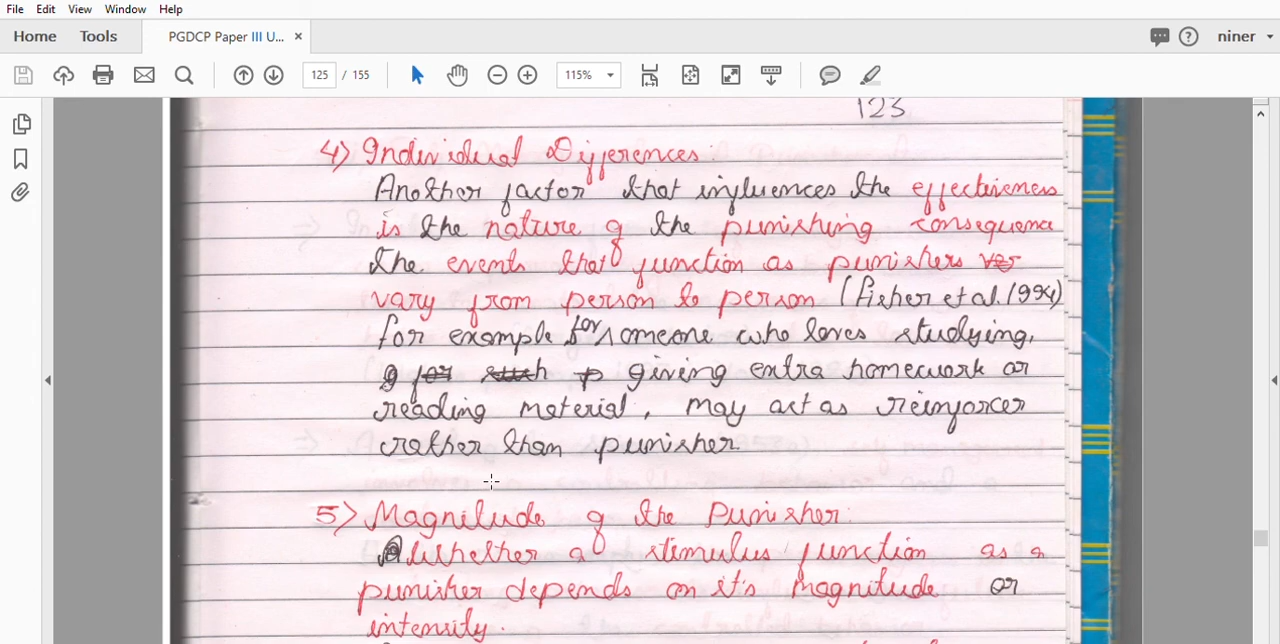 File Edit View Window Help
Home Tools PGDCP Paper III U... × niner
125 / 155 115%
123
4) Individual Differences:
Another factor that influences the effectiveness
is the nature of the punishing consequence
the events that function as punishers ver
vary from person to person (Fisher et al. 1994)
for example for someone who loves studying,
g for such p giving extra homework or
reading material, may act as reinforcer
rather than punisher.
5) Magnitude of the Punisher:
Whether a stimulus function as a
punisher depends on it's magnitude or
intensity.